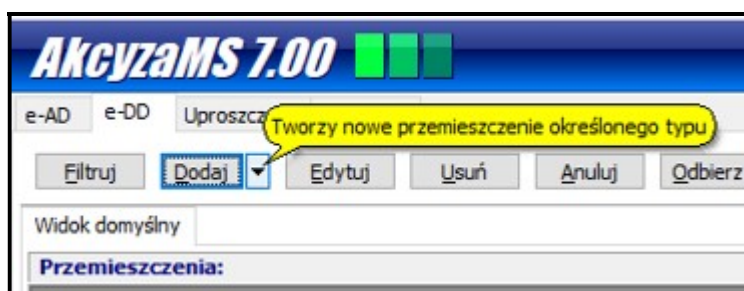 AkcyzaMS 7.00
e-AD e-DD Uproszcz
Tworzy nowe przemieszczenie określonego typu
Filtruj Dodaj Edytuj Usuń Anuluj Odbierz
Widok domyślny
Przemieszczenia: